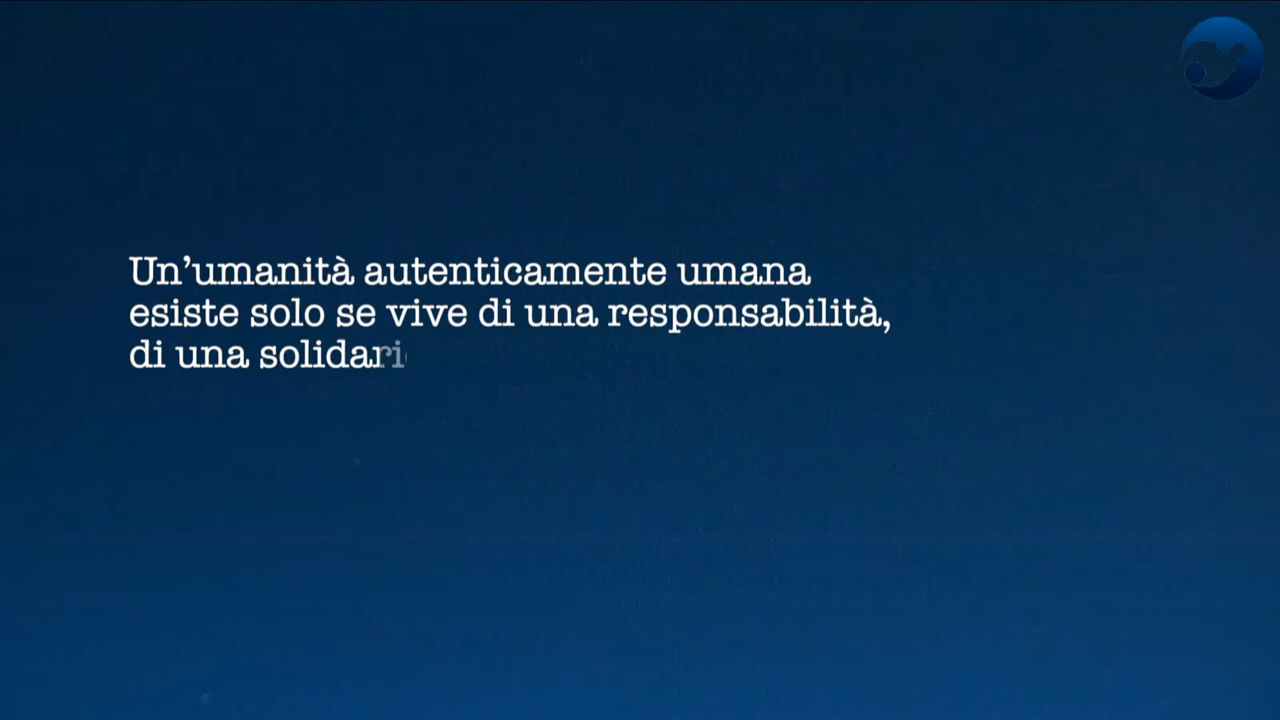 Un’umanità autenticamente umana
esiste solo se vive di una responsabilità,
di una solidari